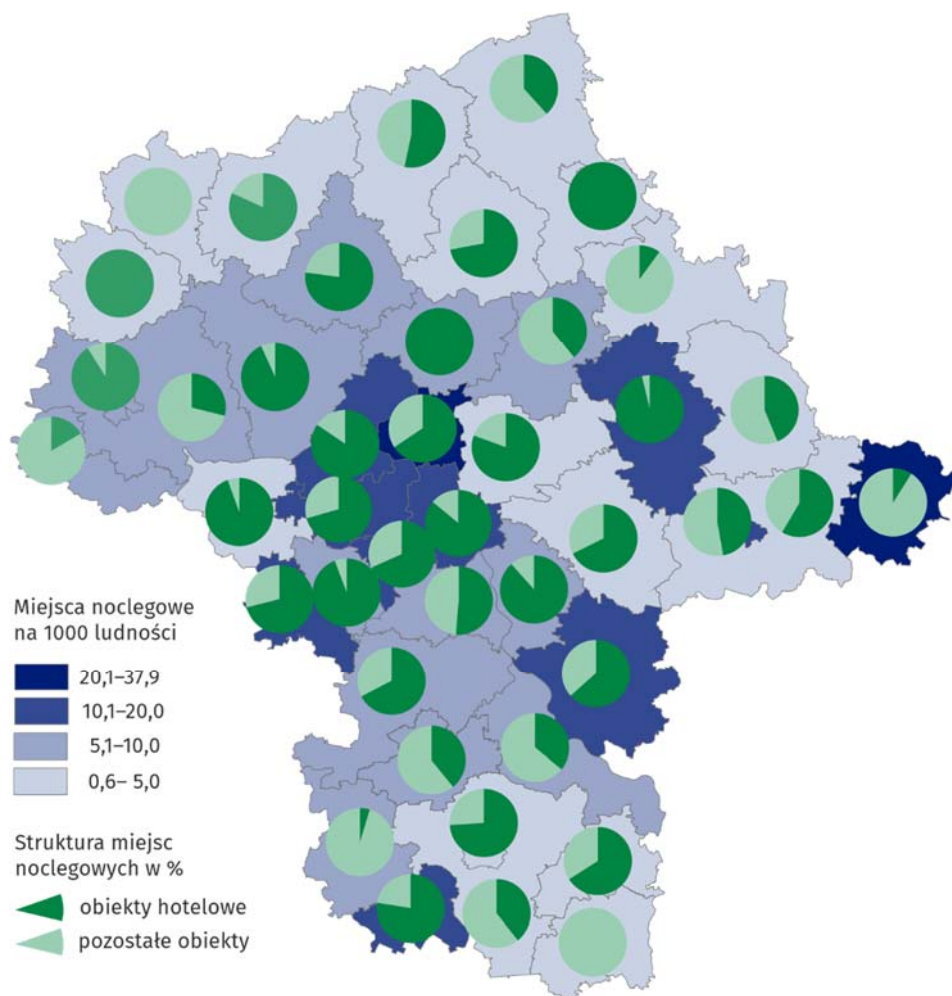 Miejsca noclegowe
na 1000 ludności
20,1–37,9
10,1–20,0
5,1–10,0
0,6– 5,0
Struktura miejsc
noclegowych w %
obiekty hotelowe
pozostałe obiekty